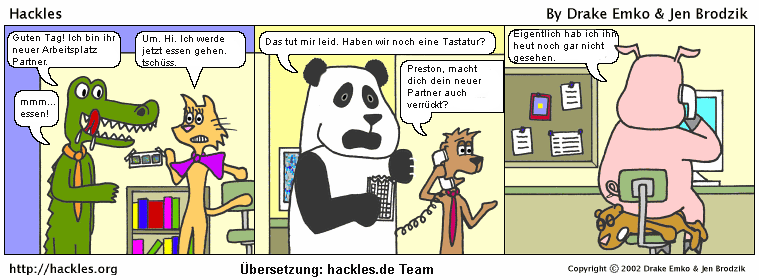 Hackles
By Drake Emko & Jen Brodzik
Guten Tag! Ich bin ihr
neuer Arbeitsplatz
Partner.
mmm...
essen!
Um. Hi. Ich werde
jetzt essen gehen.
tschüss.
Das tut mir leid. Haben wir noch eine Tastatur?
Preston, macht
dich dein neuer
Partner auch
verrückt?
Eigentlich hab ich ihn
heut noch gar nicht
gesehen.
http://hackles.org
Übersetzung: hackles.de Team
Copyright © 2002 Drake Emko & Jen Brodzik